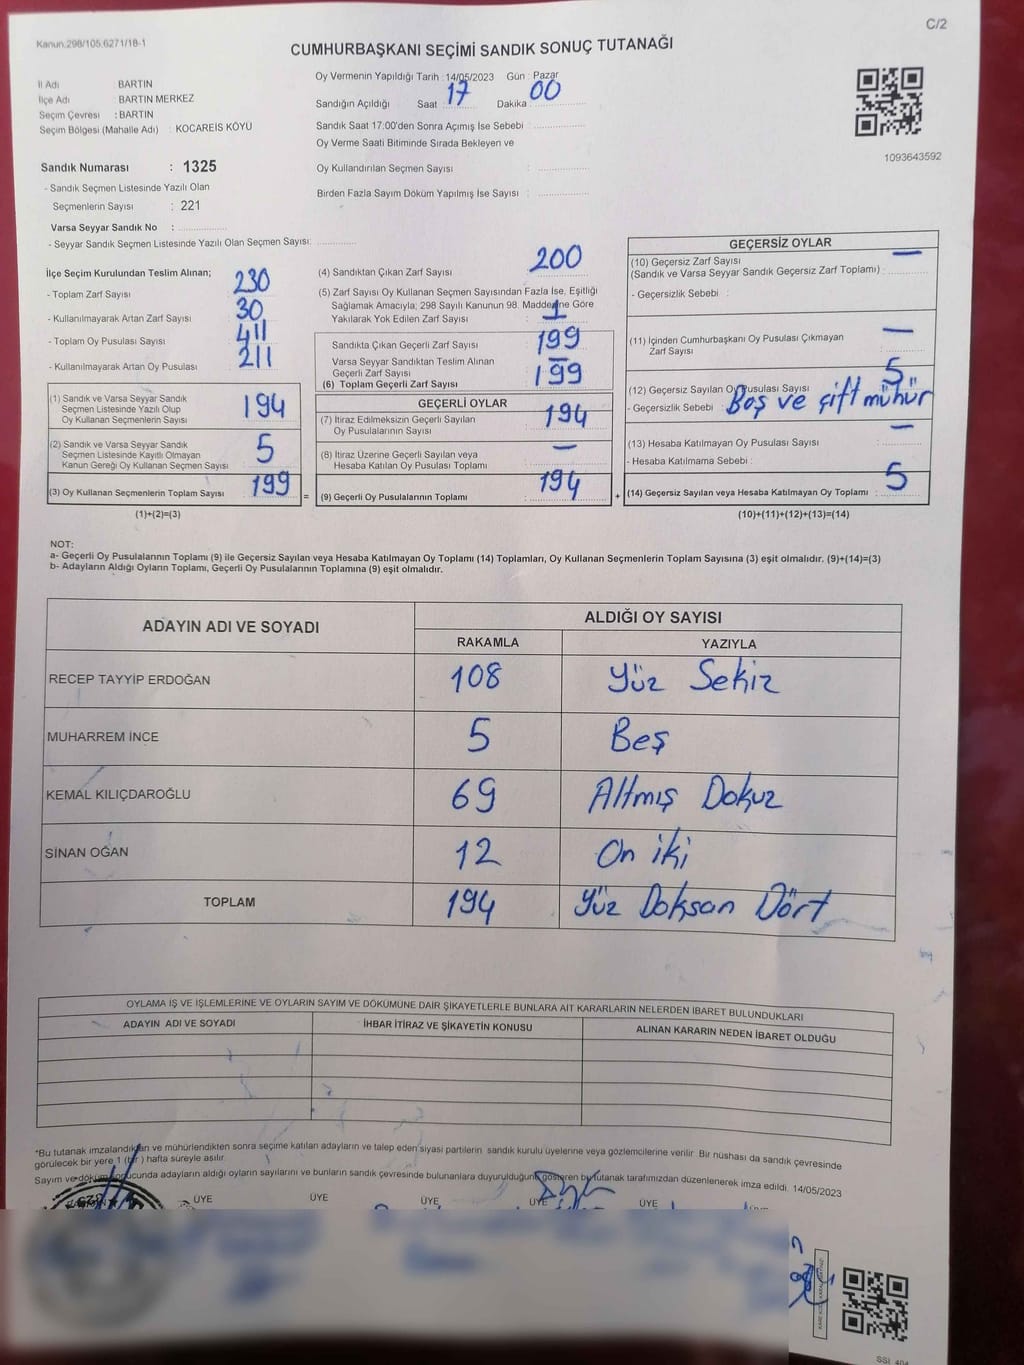 C/2
Kanun.298/105.6271/18-1
CUMHURBAŞKANI SEÇİMİ SANDIK SONUÇ TUTANAĞI
İl Adı : BARTIN
İlçe Adı : BARTIN MERKEZ
Seçim Çevresi : BARTIN
Seçim Bölgesi (Mahalle Adı) : KOCAREİS KÖYÜ
Sandık Numarası : 1325
- Sandık Seçmen Listesinde Yazılı Olan
Seçmenlerin Sayısı : 221
Varsa Seyyar Sandık No :
- Seyyar Sandık Seçmen Listesinde Yazılı Olan Seçmen Sayısı:
Oy Vermenin Yapıldığı Tarih : 14/05/2023 Gün : Pazar
Sandığın Açıldığı Saat : 17 Dakika : 00
Sandık Saat 17:00'den Sonra Açımış İse Sebebi :
Oy Verme Saati Bitiminde Sırada Bekleyen ve
Oy Kullandırılan Seçmen Sayısı :
Birden Fazla Sayım Döküm Yapılmış İse Sayısı :
1093643592
İlçe Seçim Kurulundan Teslim Alınan;
- Toplam Zarf Sayısı 230
- Kullanılmayarak Artan Zarf Sayısı 30
- Toplam Oy Pusulası Sayısı 411
- Kullanılmayarak Artan Oy Pusulası 211
(1) Sandık ve Varsa Seyyar Sandık
Seçmen Listesinde Yazılı Olup
Oy Kullanan Seçmenlerin Sayısı 194
(2) Sandık ve Varsa Seyyar Sandık
Seçmen Listesinde Kayıtlı Olmayan
Kanun Gereği Oy Kullanan Seçmen Sayısı 5
(3) Oy Kullanan Seçmenlerin Toplam Sayısı 199
(1)+(2)=(3)
=
(4) Sandıktan Çıkan Zarf Sayısı 200
(5) Zarf Sayısı Oy Kullanan Seçmen Sayısından Fazla İse, Eşitliği
Sağlamak Amacıyla; 298 Sayılı Kanunun 98. Maddesine Göre
Yakılarak Yok Edilen Zarf Sayısı : 1
Sandıkta Çıkan Geçerli Zarf Sayısı : 199
Varsa Seyyar Sandıktan Teslim Alınan
Geçerli Zarf Sayısı : —
(6) Toplam Geçerli Zarf Sayısı : 199
GEÇERLİ OYLAR
(7) İtiraz Edilmeksizin Geçerli Sayılan
Oy Pusulalarının Sayısı : 194
(8) İtiraz Üzerine Geçerli Sayılan veya
Hesaba Katılan Oy Pusulası Toplamı : —
(9) Geçerli Oy Pusulalarının Toplamı : 194
+
GEÇERSİZ OYLAR
(10) Geçersiz Zarf Sayısı —
(Sandık ve Varsa Seyyar Sandık Geçersiz Zarf Toplamı) :
- Geçersizlik Sebebi :
(11) İçinden Cumhurbaşkanı Oy Pusulası Çıkmayan —
Zarf Sayısı :
(12) Geçersiz Sayılan Oy Pusulası Sayısı : 5
- Geçersizlik Sebebi : Boş ve çift mühür
(13) Hesaba Katılmayan Oy Pusulası Sayısı : —
- Hesaba Katılmama Sebebi :
(14) Geçersiz Sayılan veya Hesaba Katılmayan Oy Toplamı : 5
(10)+(11)+(12)+(13)=(14)
NOT:
a- Geçerli Oy Pusulalarının Toplamı (9) ile Geçersiz Sayılan veya Hesaba Katılmayan Oy Toplamı (14) Toplamları, Oy Kullanan Seçmenlerin Toplam Sayısına (3) eşit olmalıdır. (9)+(14)=(3)
b- Adayların Aldığı Oyların Toplamı, Geçerli Oy Pusulalarının Toplamına (9) eşit olmalıdır.
ADAYIN ADI VE SOYADI
ALDIĞI OY SAYISI
RAKAMLA YAZIYLA
RECEP TAYYİP ERDOĞAN 108 Yüz Sekiz
MUHARREM İNCE 5 Beş
KEMAL KILIÇDAROĞLU 69 Altmış Dokuz
SİNAN OĞAN 12 On iki
TOPLAM 194 Yüz Doksan Dört
OYLAMA İŞ VE İŞLEMLERİNE VE OYLARIN SAYIM VE DÖKÜMÜNE DAİR ŞİKAYETLERLE BUNLARA AİT KARARLARIN NELERDEN İBARET BULUNDUKLARI
ADAYIN ADI VE SOYADI İHBAR İTİRAZ VE ŞİKAYETİN KONUSU ALINAN KARARIN NEDEN İBARET OLDUĞU
*Bu tutanak imzalandıktan ve mühürlendikten sonra seçime katılan adayların ve talep eden siyasi partilerin sandık kurulu üyelerine veya gözlemcilerine verilir. Bir nüshası da sandık çevresinde
görülecek bir yere 1 (bir) hafta süreyle asılır.
Sayım ve döküm sonucunda adayların aldığı oyların sayılarını ve bunların sandık çevresinde bulunanlara duyurulduğunu gösteren bu tutanak tarafımızdan düzenlenerek imza edildi. 14/05/2023
ÜYE ÜYE ÜYE ÜYE ÜYE